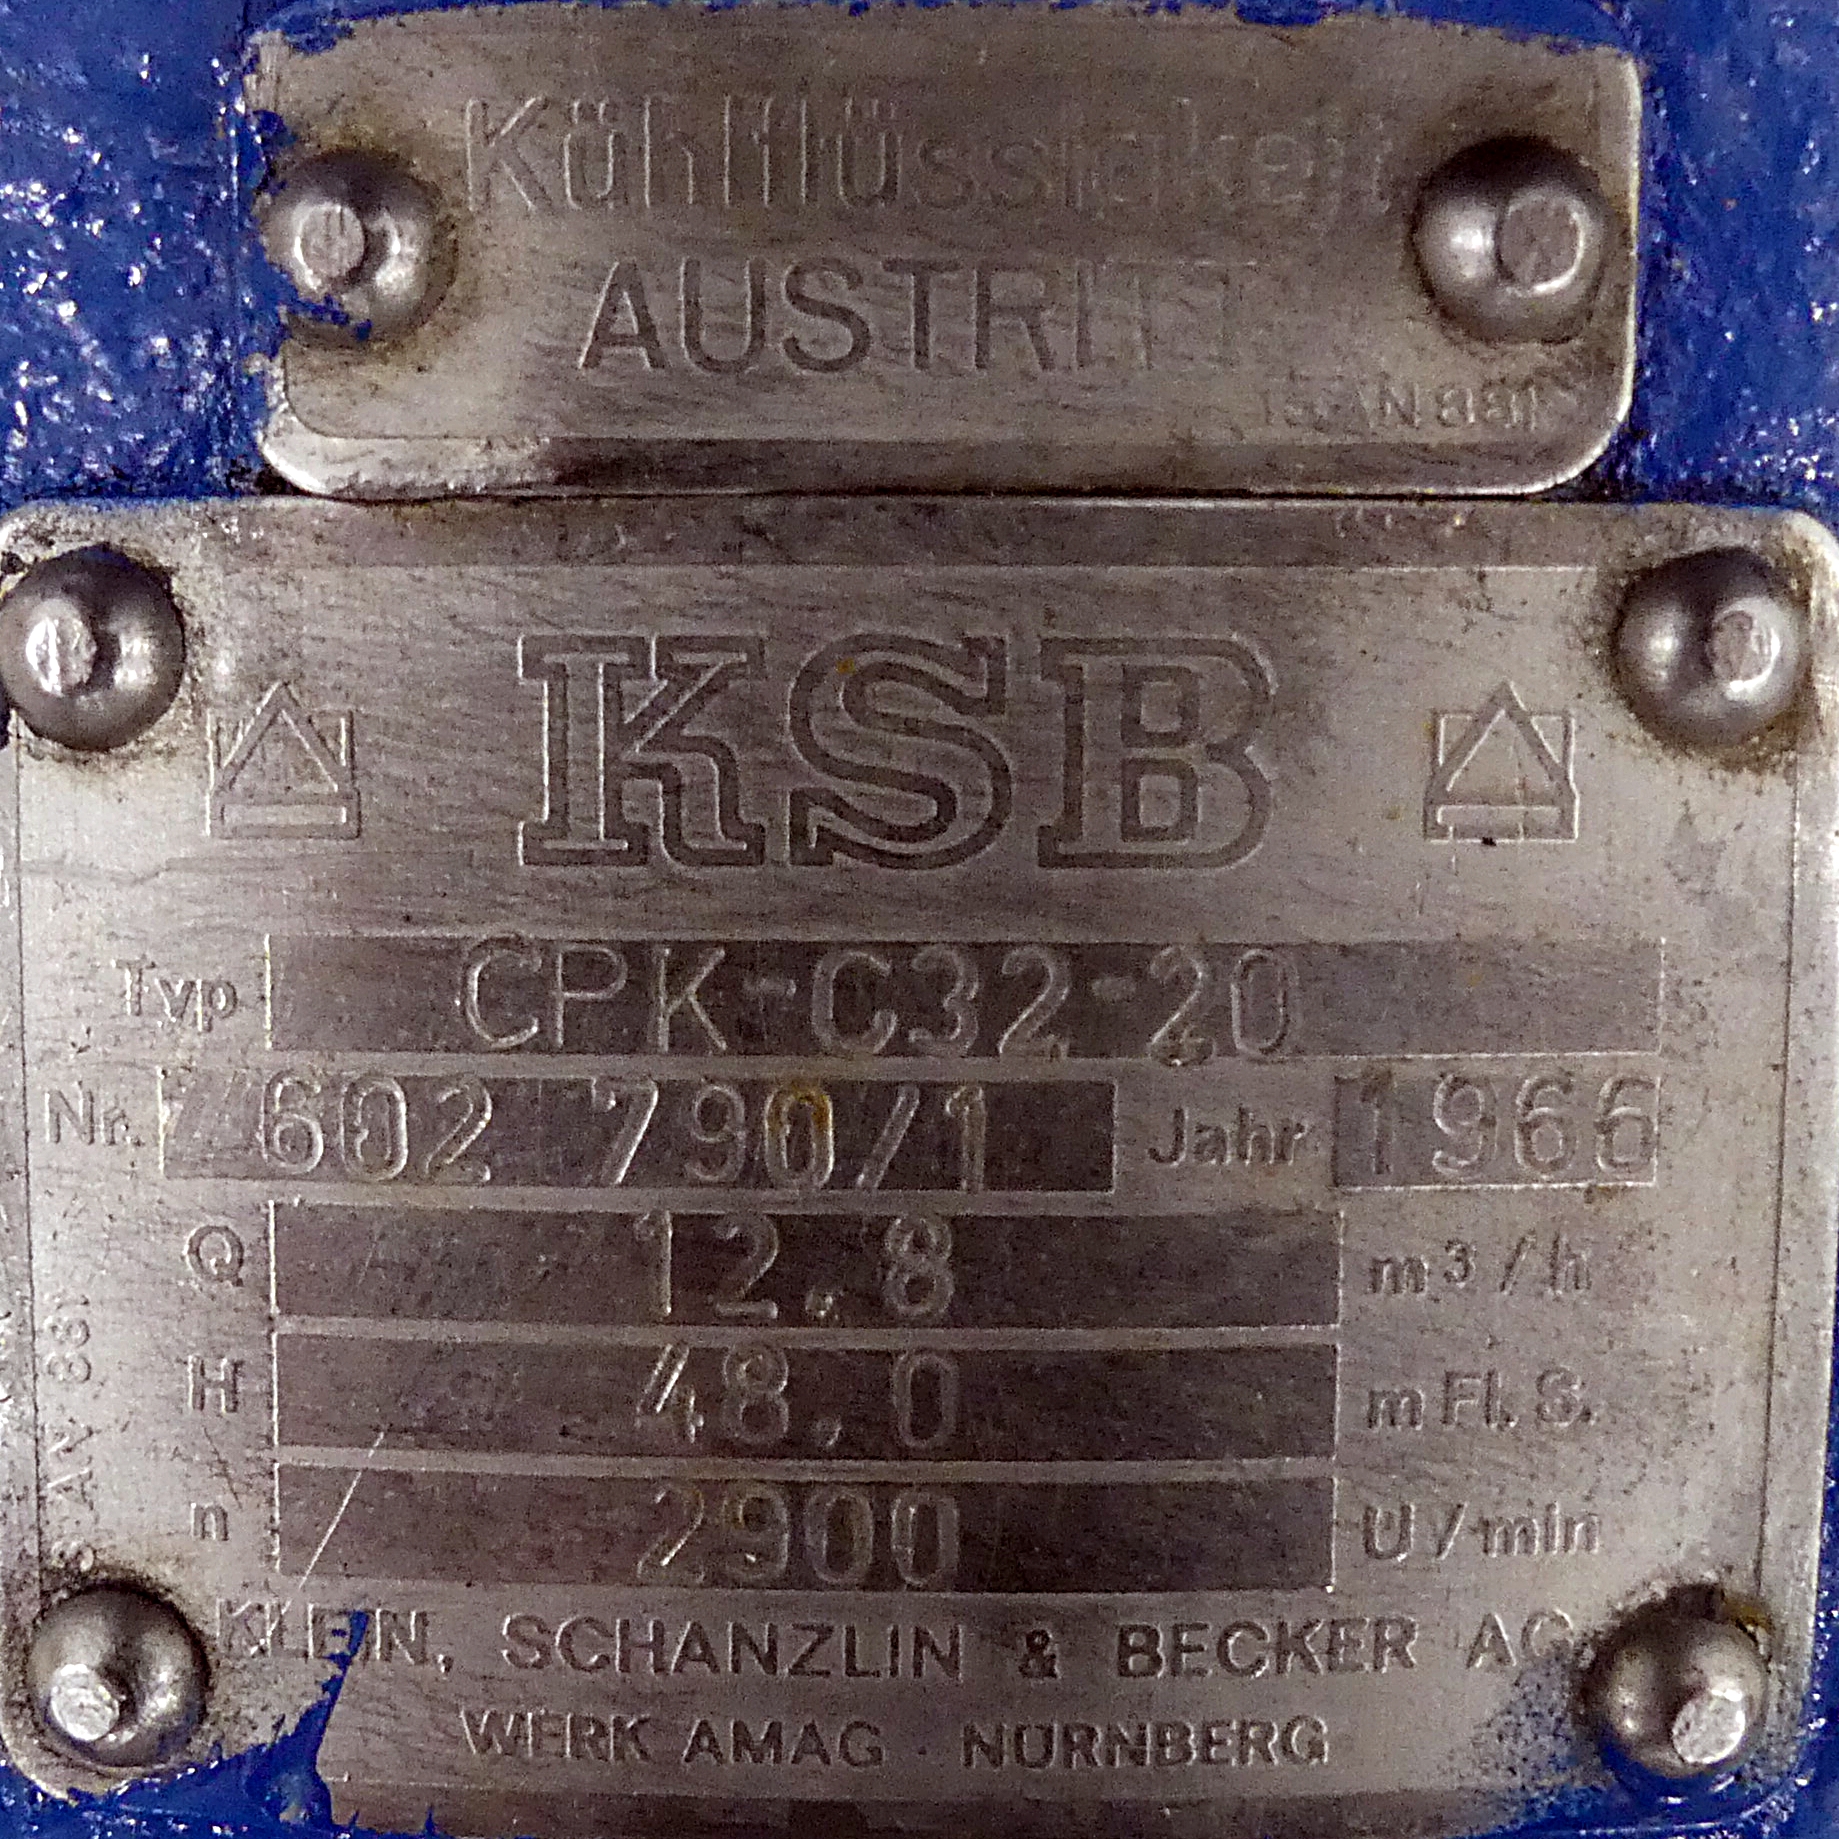 Kühlflüssigkeit
AUSTRITT
KSB
Typ CPK-C32-20
Nr. 602 790/1 Jahr 1966
Q 12.8 m³/h
H 48,0 m Fl. S.
n 2900 U/min
KLEIN, SCHANZLIN & BECKER AG.
WERK AMAG · NÜRNBERG